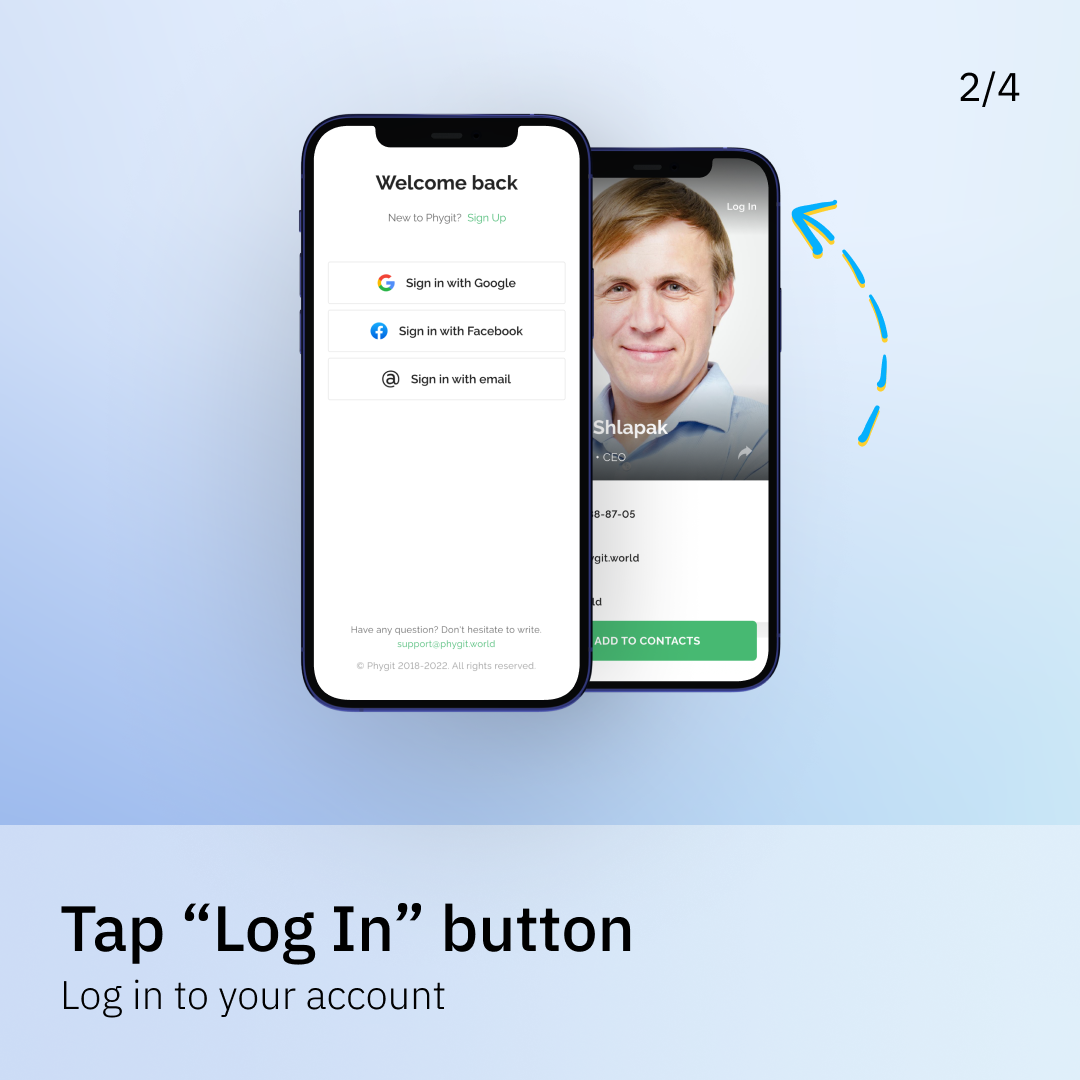 2/4
Welcome back
New to Phygit? Sign Up
Sign in with Google
Sign in with Facebook
Sign in with email
Have any question? Don't hesitate to write.
support@phygit.world
© Phygit 2018-2022. All rights reserved.
Log In
Shlapak
• CEO
8-87-05
git.world
ld
ADD TO CONTACTS
Tap “Log In” button
Log in to your account